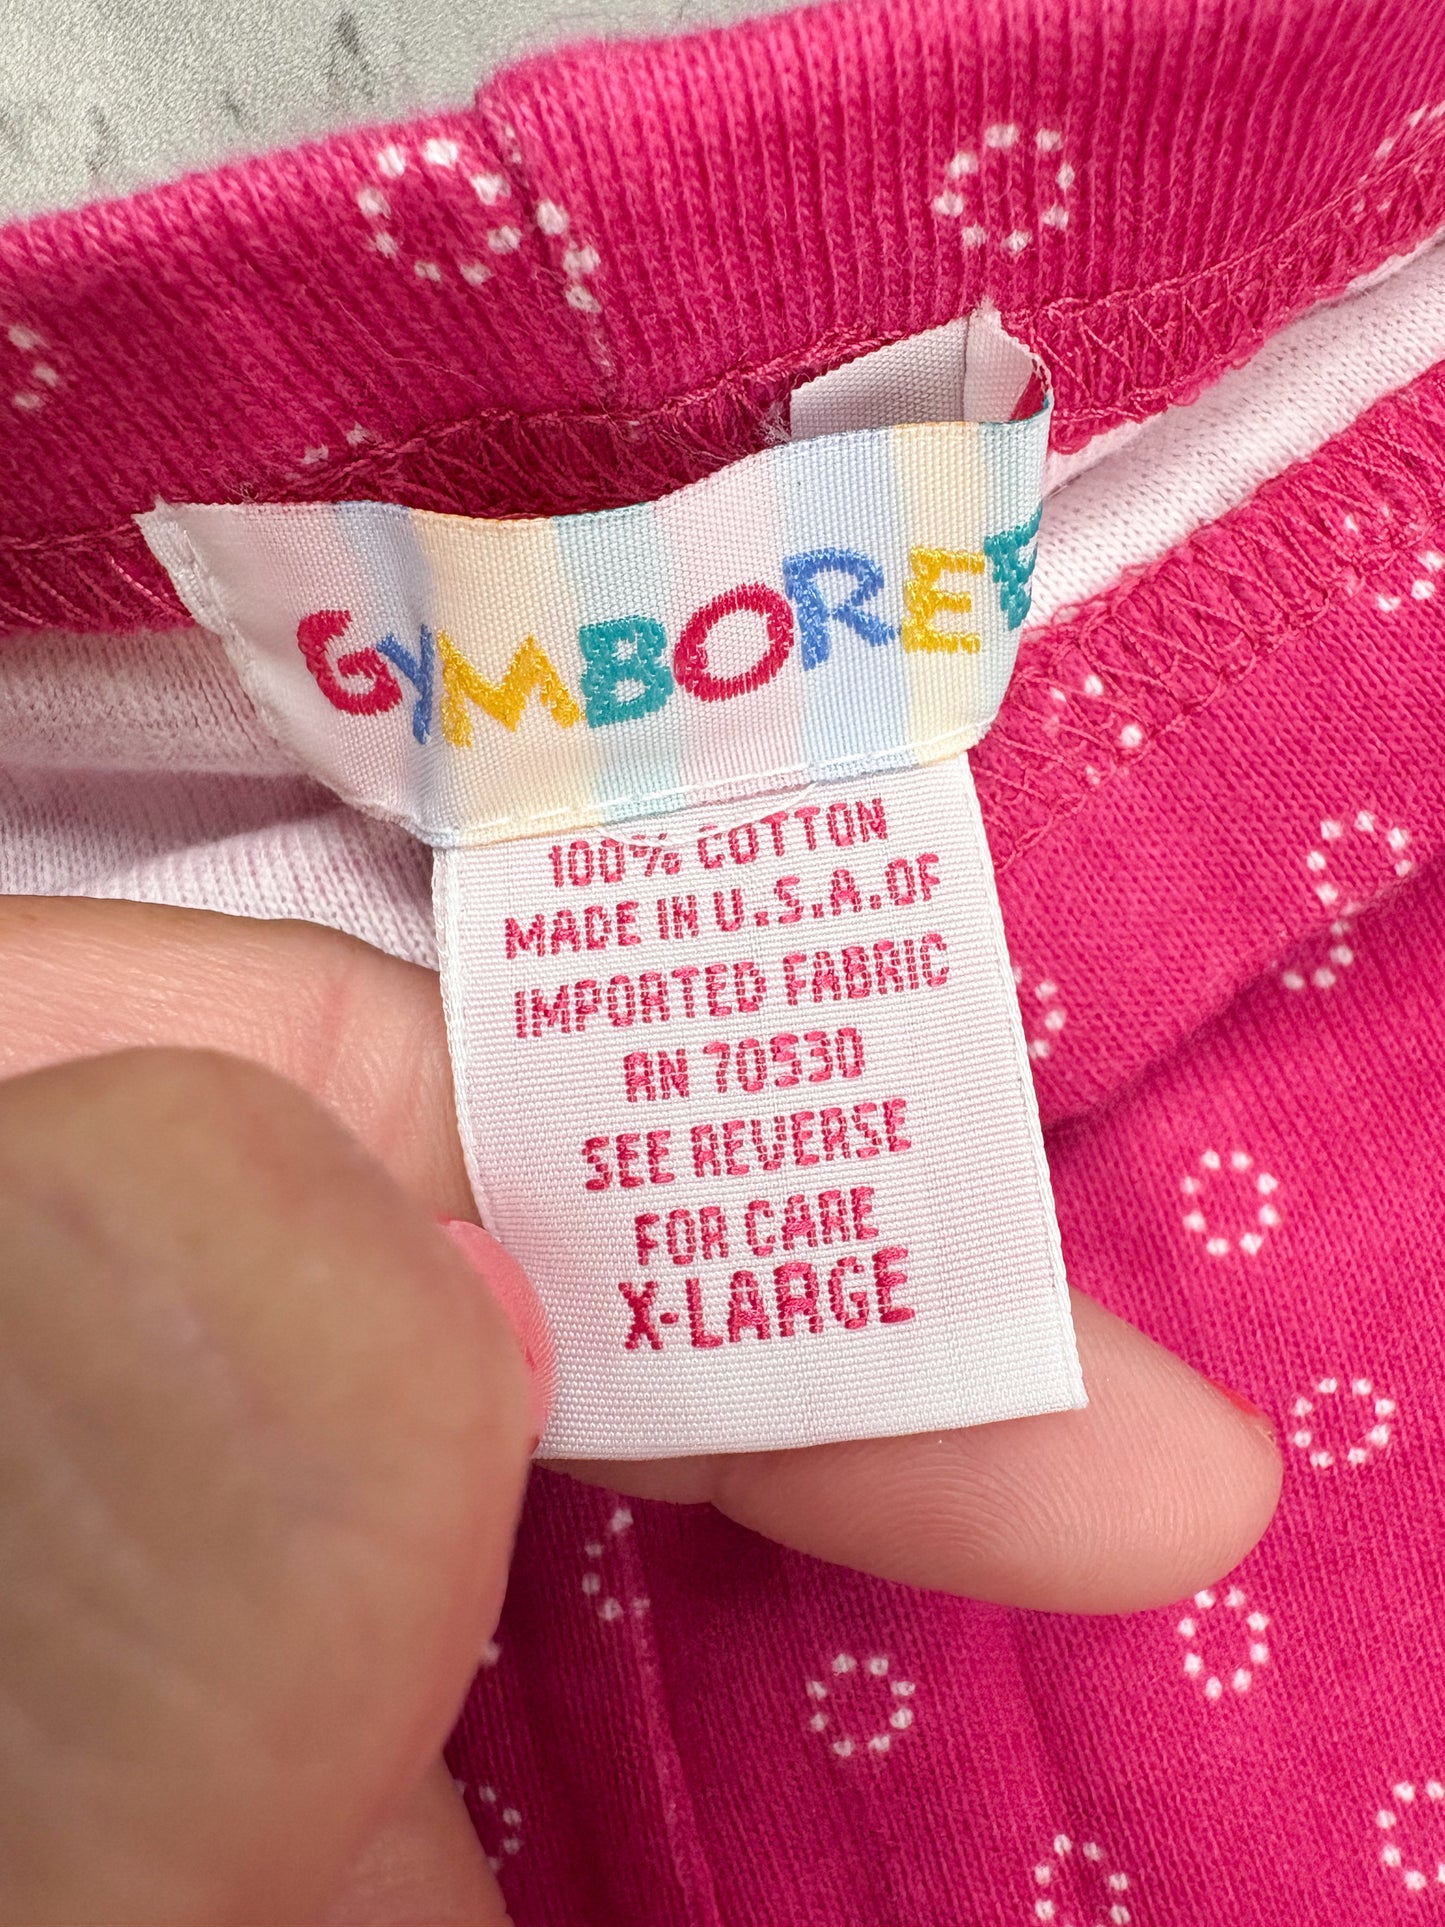 GYMBOREE
100% COTTON
MADE IN U.S.A. OF
IMPORTED FABRIC
RN 70530
SEE REVERSE
FOR CARE
X-LARGE